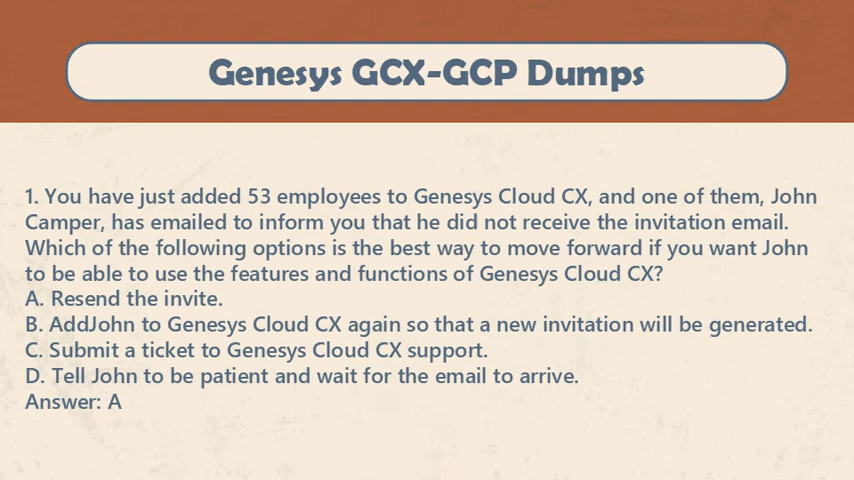 Genesys GCX-GCP Dumps
1. You have just added 53 employees to Genesys Cloud CX, and one of them, John
Camper, has emailed to inform you that he did not receive the invitation email.
Which of the following options is the best way to move forward if you want John
to be able to use the features and functions of Genesys Cloud CX?
A. Resend the invite.
B. AddJohn to Genesys Cloud CX again so that a new invitation will be generated.
C. Submit a ticket to Genesys Cloud CX support.
D. Tell John to be patient and wait for the email to arrive.
Answer: A